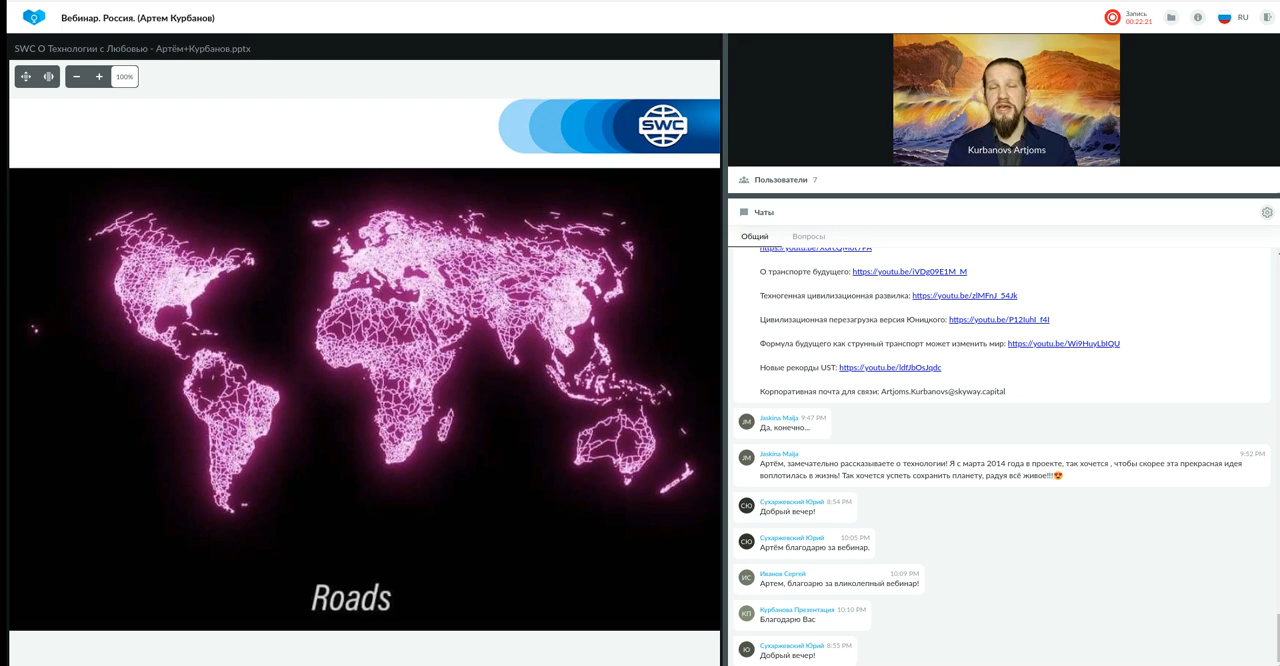 Вебинар. Россия. (Артем Курбанов)
Запись
00:22:21
RU
SWC О Технологии с Любовью - Артём+Курбанов.pptx
100%
SWC
Roads
Kurbanovs Artjoms
Пользователи 7
Чаты
Общий Вопросы
О транспорте будущего: https://youtu.be/iVDg09E1M_M
Техногенная цивилизационная развилка: https://youtu.be/zlMFnJ_54Jk
Цивилизационная перезагрузка версия Юницкого: https://youtu.be/P12IuhI_f4I
Формула будущего как струнный транспорт может изменить мир: https://youtu.be/Wi9HuyLbIQU
Новые рекорды UST: https://youtu.be/ldfJbOsJqdc
Корпоративная почта для связи: Artjoms.Kurbanovs@skyway.capital
JM
Jaskina Maija 9:47 PM
Да, конечно...
JM
Jaskina Maija 9:52 PM
Артём, замечательно рассказываете о технологии! Я с марта 2014 года в проекте, так хочется , чтобы скорее эта прекрасная идея
воплотилась в жизнь! Так хочется успеть сохранить планету, радуя всё живое!!!😍
СЮ
Сухаржевский Юрий 8:54 PM
Добрый вечер!
СЮ
Сухаржевский Юрий 10:05 PM
Артём благодарю за вебинар.
ИС
Иванов Сергей 10:09 PM
Артем, благоарю за вликолепный вебинар!
КП
Курбанова Презентация 10:10 PM
Благодарю Вас
Ю
Сухаржевский Юрий 8:55 PM
Добрый вечер!